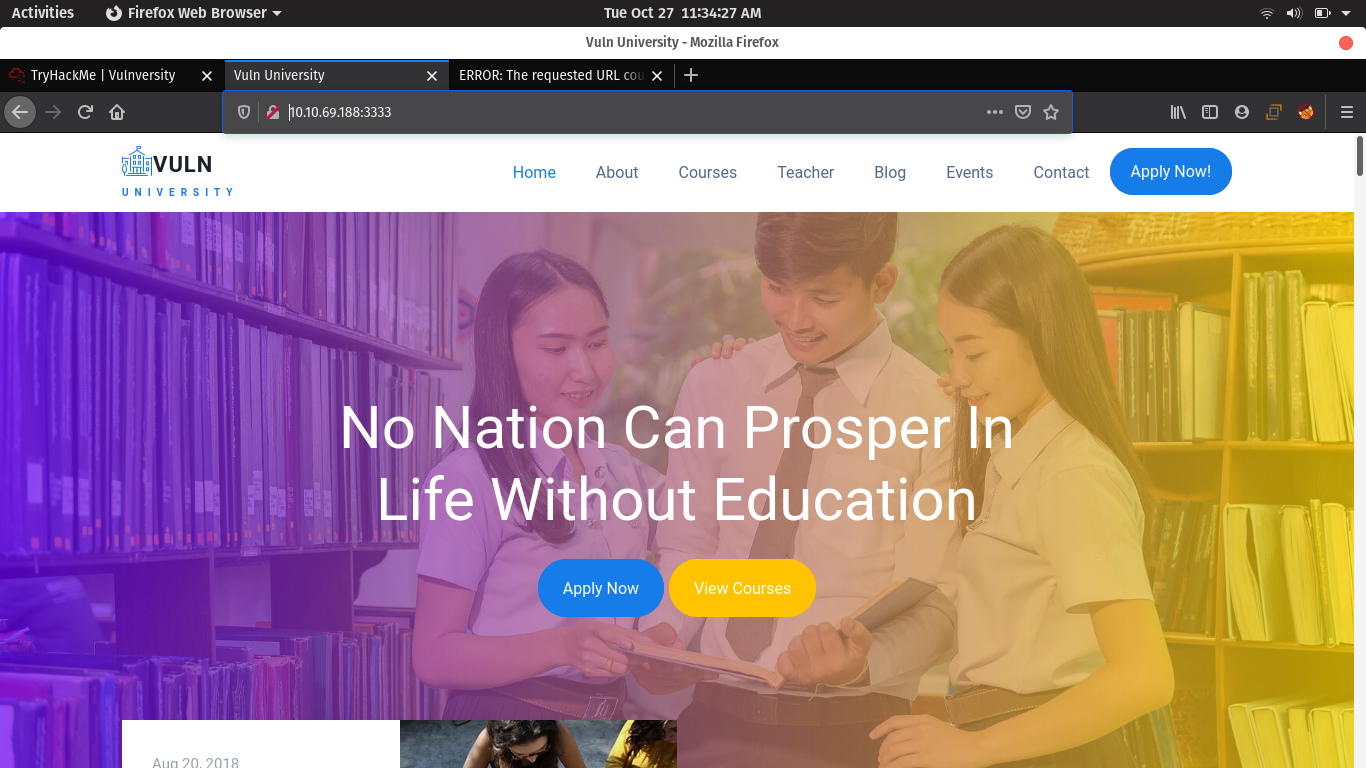 Activities Firefox Web Browser Tue Oct 27 11:34:27 AM
Vuln University - Mozilla Firefox
TryHackMe | Vulnversity Vuln University ERROR: The requested URL cou
10.10.69.188:3333
VULN
UNIVERSITY
Home About Courses Teacher Blog Events Contact Apply Now!
No Nation Can Prosper In
Life Without Education
Apply Now View Courses
Aug 20, 2018